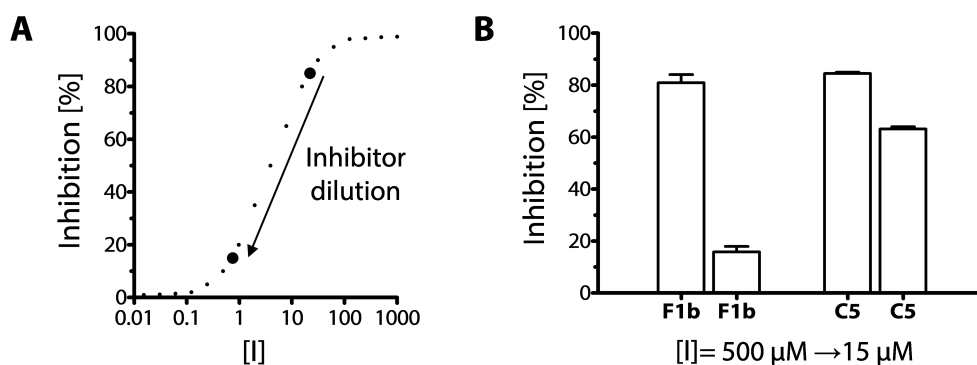 A
Inhibition [%]
100
80
60
40
20
0
0.01 0.1 1 10 100 1000
[I]
Inhibitor
dilution
B
Inhibition [%]
100
80
60
40
20
0
F1b F1b C5 C5
[I]= 500 µM →15 µM